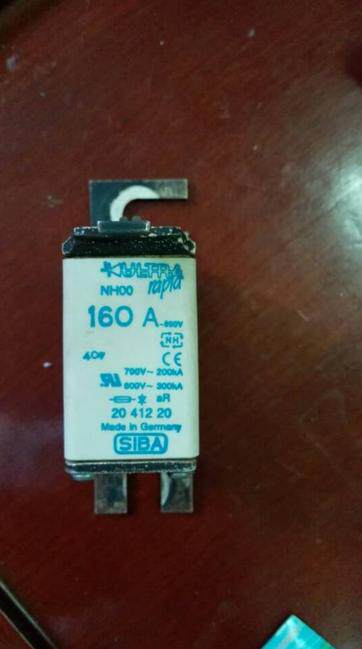 ULTRA
rapid
NH00
160 A~690V
NH
CE
700V~ 200kA
600V~ 300kA
aR
20 412 20
Made in Germany
SIBA